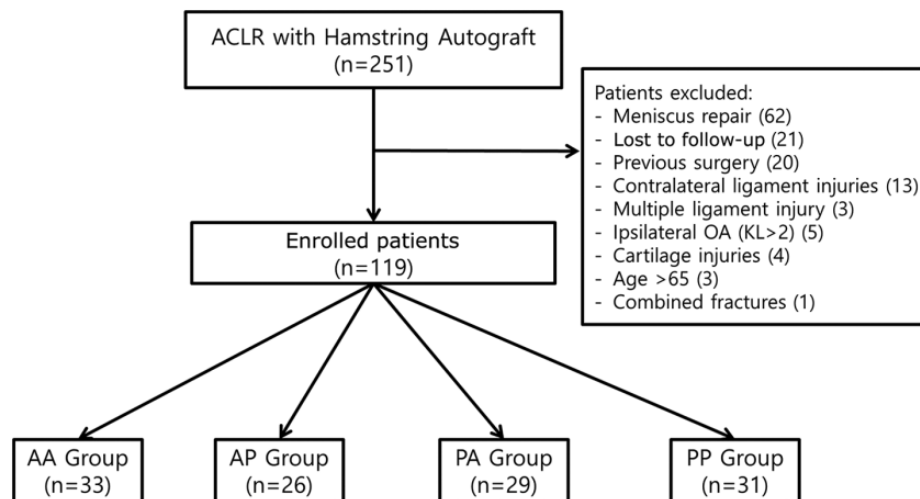 ACLR with Hamstring Autograft
(n=251)
Patients excluded:
- Meniscus repair (62)
- Lost to follow-up (21)
- Previous surgery (20)
- Contralateral ligament injuries (13)
- Multiple ligament injury (3)
- Ipsilateral OA (KL>2) (5)
- Cartilage injuries (4)
- Age >65 (3)
- Combined fractures (1)
Enrolled patients
(n=119)
AA Group
(n=33)
AP Group
(n=26)
PA Group
(n=29)
PP Group
(n=31)